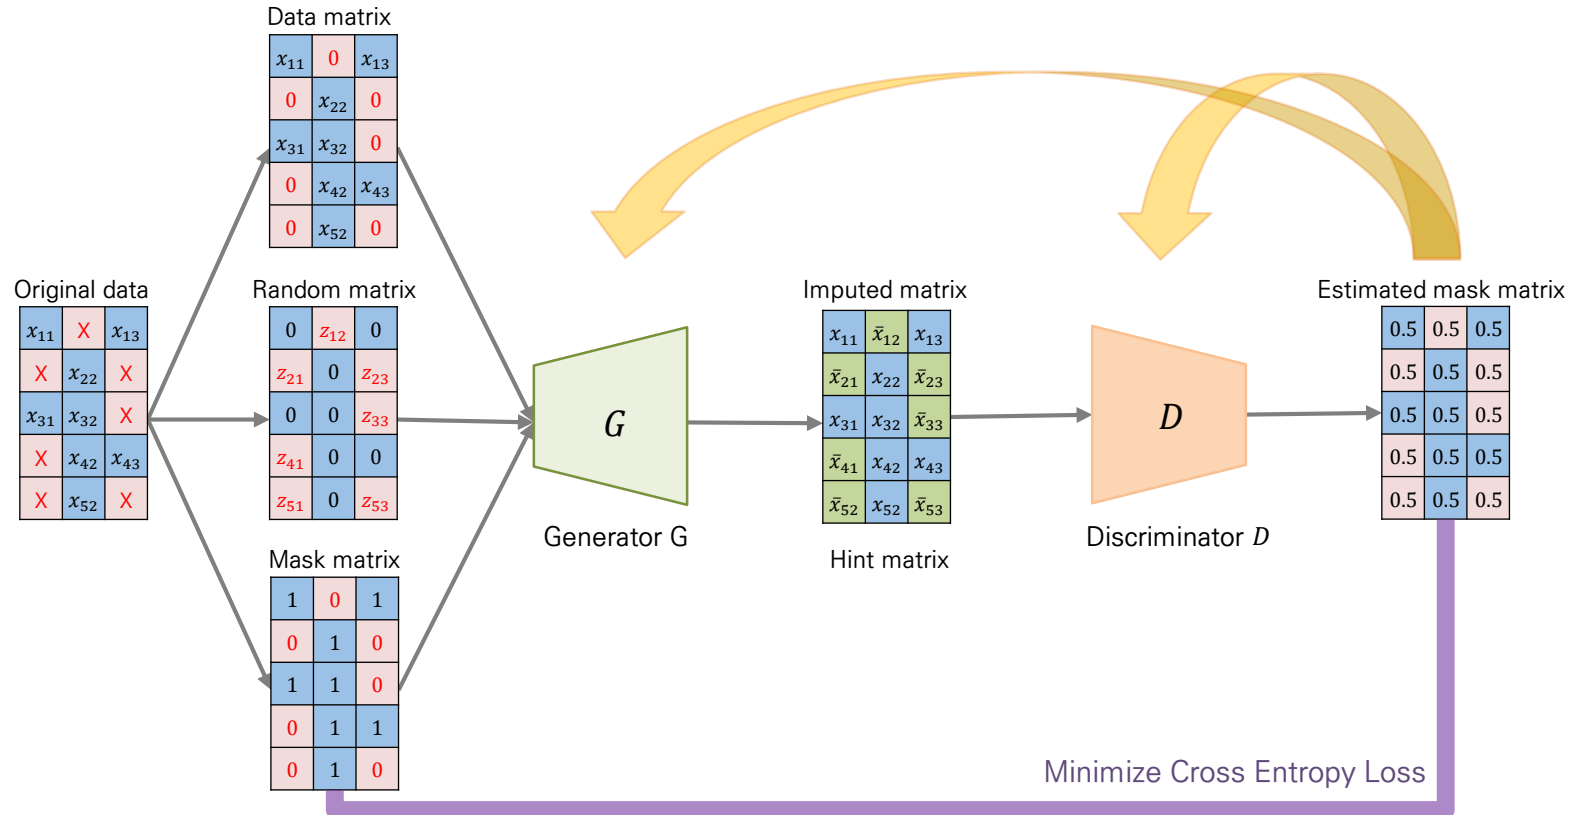 Data matrix
x₁₁ 0 x₁₃
0 x₂₂ 0
x₃₁ x₃₂ 0
0 x₄₂ x₄₃
0 x₅₂ 0
Original data
x₁₁ X x₁₃
X x₂₂ X
x₃₁ x₃₂ X
X x₄₂ x₄₃
X x₅₂ X
Random matrix
0 z₁₂ 0
z₂₁ 0 z₂₃
0 0 z₃₃
z₄₁ 0 0
z₅₁ 0 z₅₃
Mask matrix
1 0 1
0 1 0
1 1 0
0 1 1
0 1 0
G
Generator G
Imputed matrix
x₁₁ x̄₁₂ x₁₃
x̄₂₁ x₂₂ x̄₂₃
x₃₁ x₃₂ x̄₃₃
x̄₄₁ x₄₂ x₄₃
x̄₅₂ x₅₂ x̄₅₃
Hint matrix
D
Discriminator D
Estimated mask matrix
0.5 0.5 0.5
0.5 0.5 0.5
0.5 0.5 0.5
0.5 0.5 0.5
0.5 0.5 0.5
Minimize Cross Entropy Loss